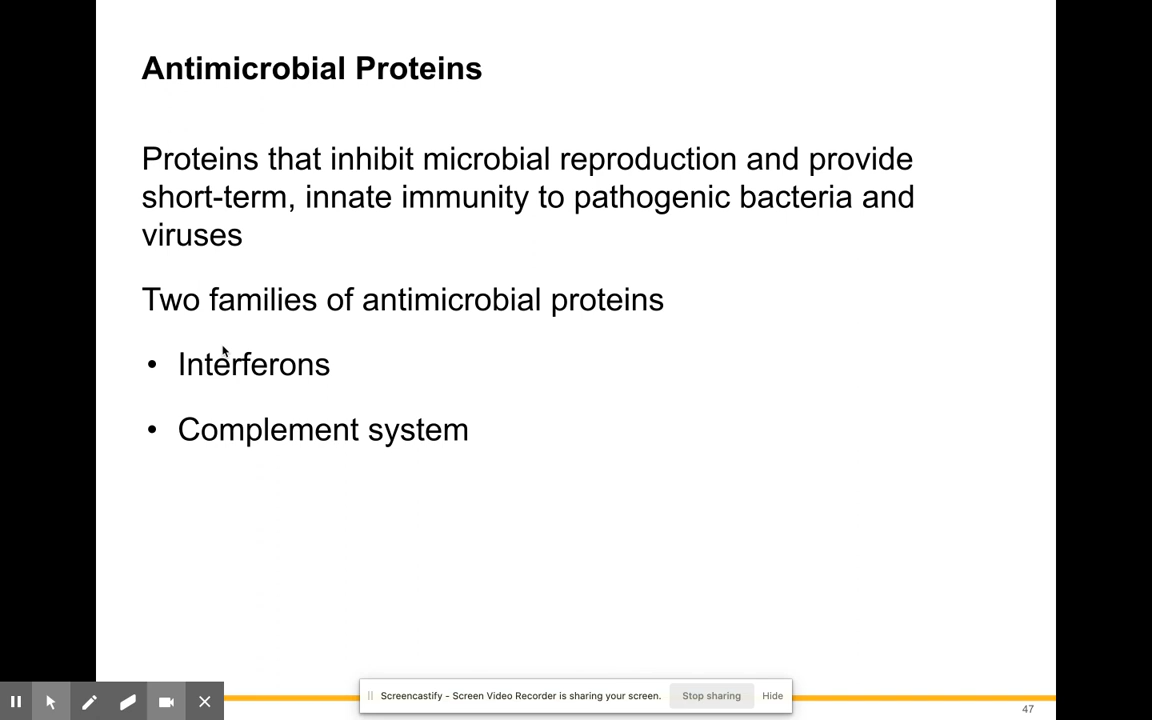 Antimicrobial Proteins
Proteins that inhibit microbial reproduction and provide
short-term, innate immunity to pathogenic bacteria and
viruses
Two families of antimicrobial proteins
• Interferons
• Complement system
Screencastify - Screen Video Recorder is sharing your screen. Stop sharing Hide
47